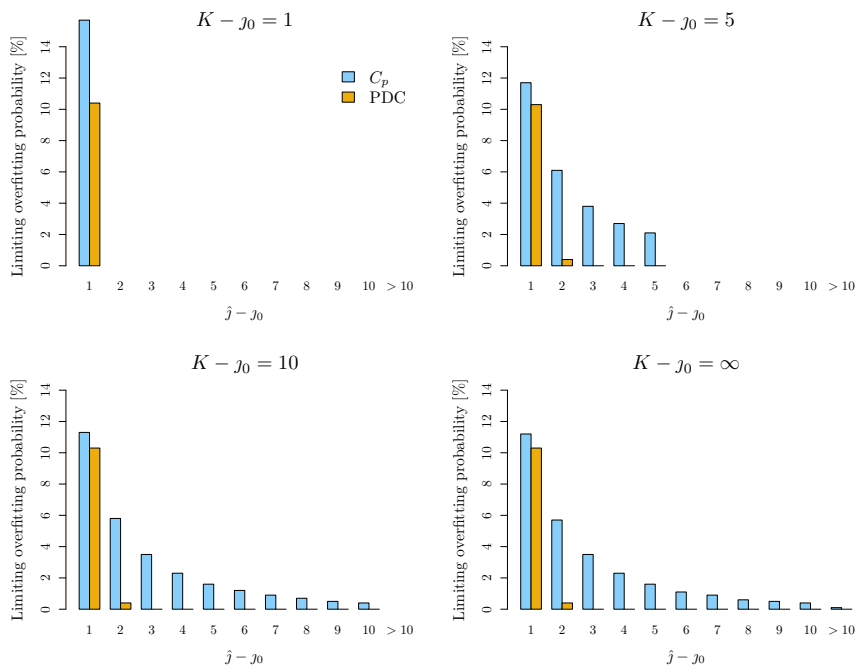 K − ȷ₀ = 1
Limiting overfitting probability [%]
14
12
10
8
6
4
2
0
C_p
PDC
1 2 3 4 5 6 7 8 9 10 > 10
ĵ − ȷ₀
K − ȷ₀ = 5
Limiting overfitting probability [%]
14
12
10
8
6
4
2
0
1 2 3 4 5 6 7 8 9 10 > 10
ĵ − ȷ₀
K − ȷ₀ = 10
Limiting overfitting probability [%]
14
12
10
8
6
4
2
0
1 2 3 4 5 6 7 8 9 10 > 10
ĵ − ȷ₀
K − ȷ₀ = ∞
Limiting overfitting probability [%]
14
12
10
8
6
4
2
0
1 2 3 4 5 6 7 8 9 10 > 10
ĵ − ȷ₀